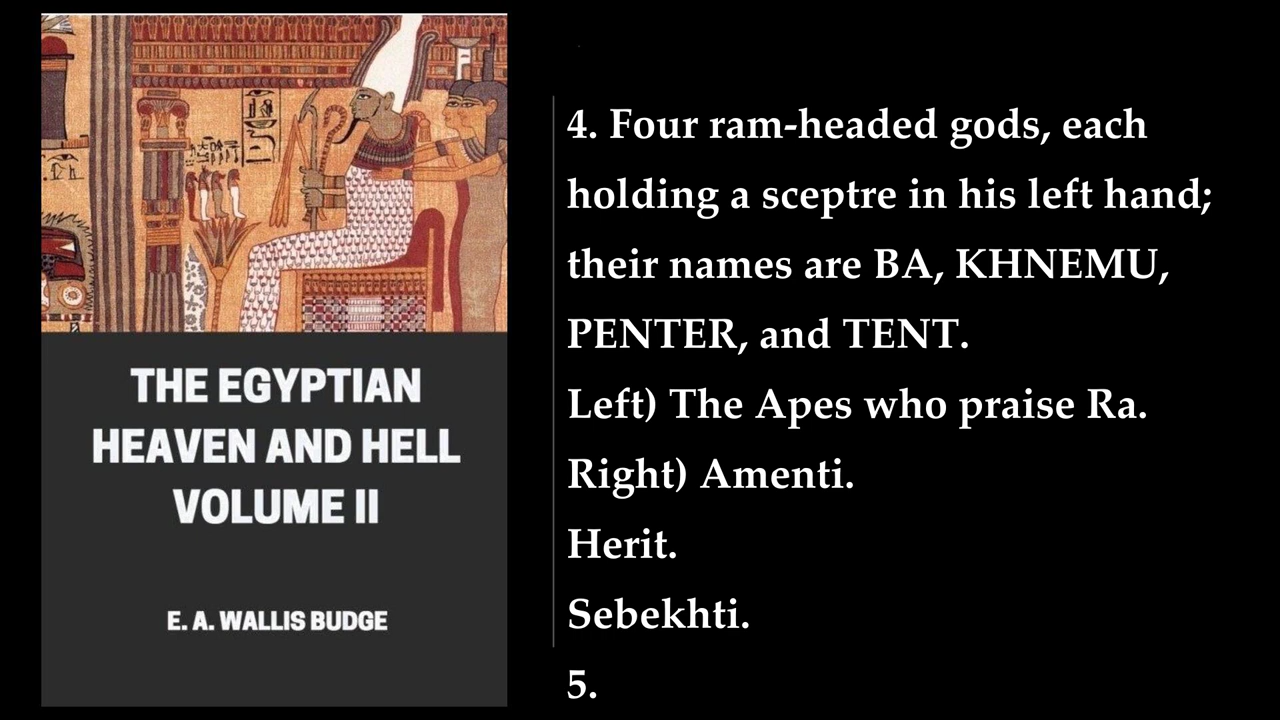 THE EGYPTIAN
HEAVEN AND HELL
VOLUME II
E. A. WALLIS BUDGE
4. Four ram-headed gods, each
holding a sceptre in his left hand;
their names are BA, KHNEMU,
PENTER, and TENT.
Left) The Apes who praise Ra.
Right) Amenti.
Herit.
Sebekhti.
5.